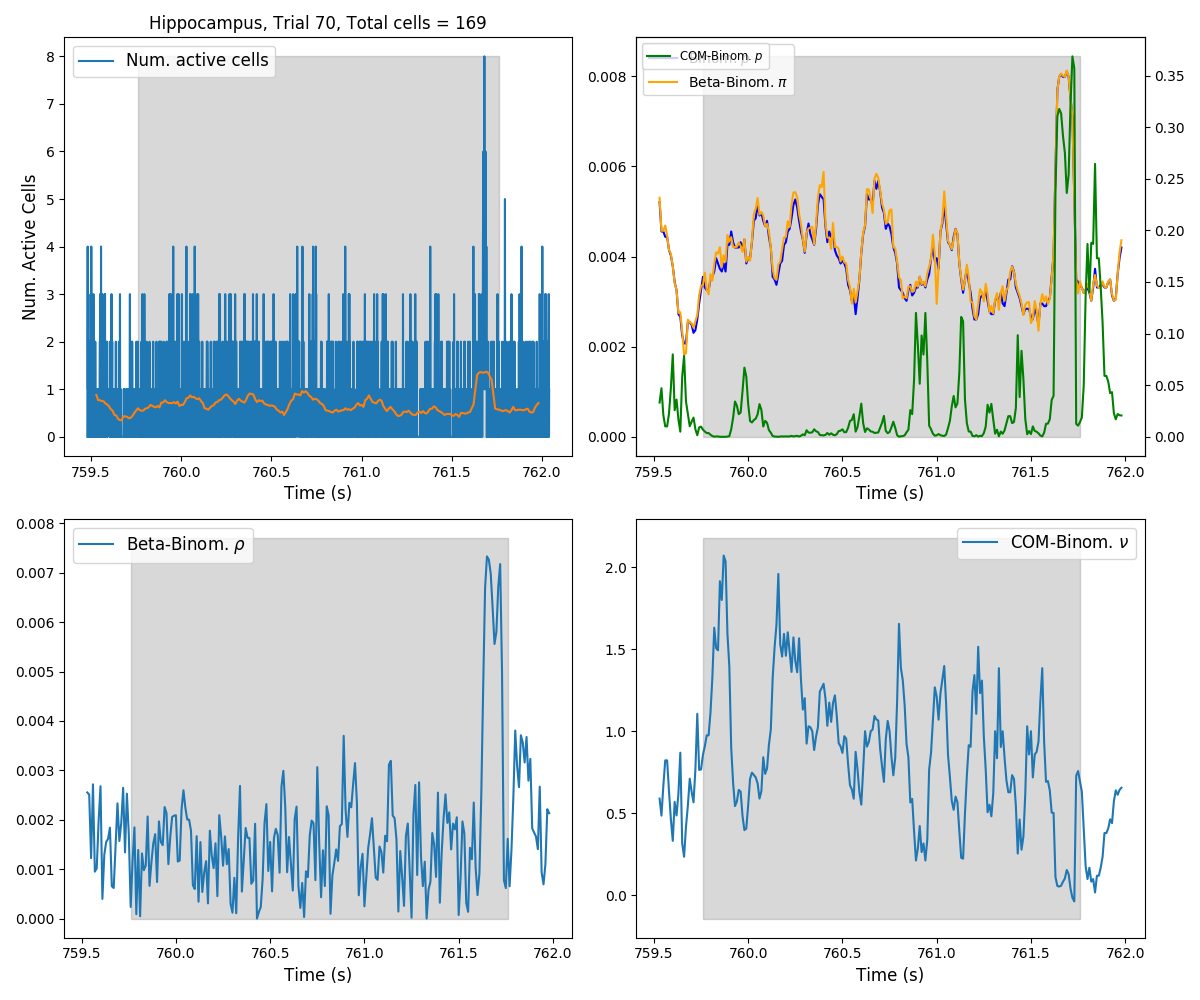 Hippocampus, Trial 70, Total cells = 169
Num. active cells
Num. Active Cells
8
7
6
5
4
3
2
1
0
759.5 760.0 760.5 761.0 761.5 762.0
Time (s)
COM-Binom. p
Beta-Binom. π
0.008
0.006
0.004
0.002
0.000
0.35
0.30
0.25
0.20
0.15
0.10
0.05
0.00
759.5 760.0 760.5 761.0 761.5 762.0
Time (s)
Beta-Binom. ρ
0.008
0.007
0.006
0.005
0.004
0.003
0.002
0.001
0.000
759.5 760.0 760.5 761.0 761.5 762.0
Time (s)
COM-Binom. ν
2.0
1.5
1.0
0.5
0.0
759.5 760.0 760.5 761.0 761.5 762.0
Time (s)